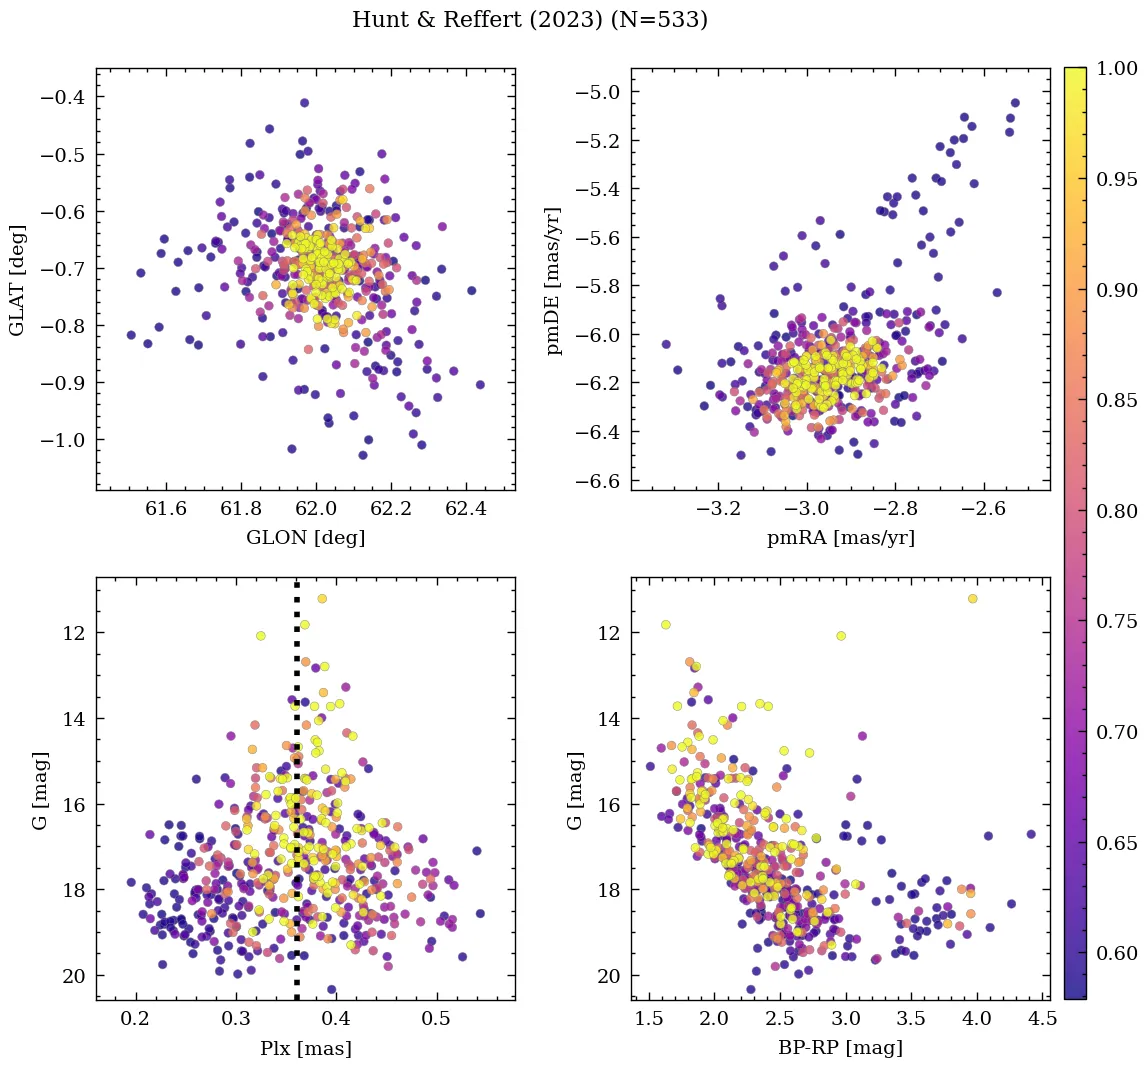 Hunt & Reffert (2023) (N=533)
−0.4
−0.5
−0.6
−0.7
−0.8
−0.9
−1.0
GLAT [deg]
61.6 61.8 62.0 62.2 62.4
GLON [deg]
−5.0
−5.2
−5.4
−5.6
−5.8
−6.0
−6.2
−6.4
−6.6
pmDE [mas/yr]
−3.2 −3.0 −2.8 −2.6
pmRA [mas/yr]
12
14
16
18
20
G [mag]
0.2 0.3 0.4 0.5
Plx [mas]
12
14
16
18
20
G [mag]
1.5 2.0 2.5 3.0 3.5 4.0 4.5
BP-RP [mag]
1.00
0.95
0.90
0.85
0.80
0.75
0.70
0.65
0.60